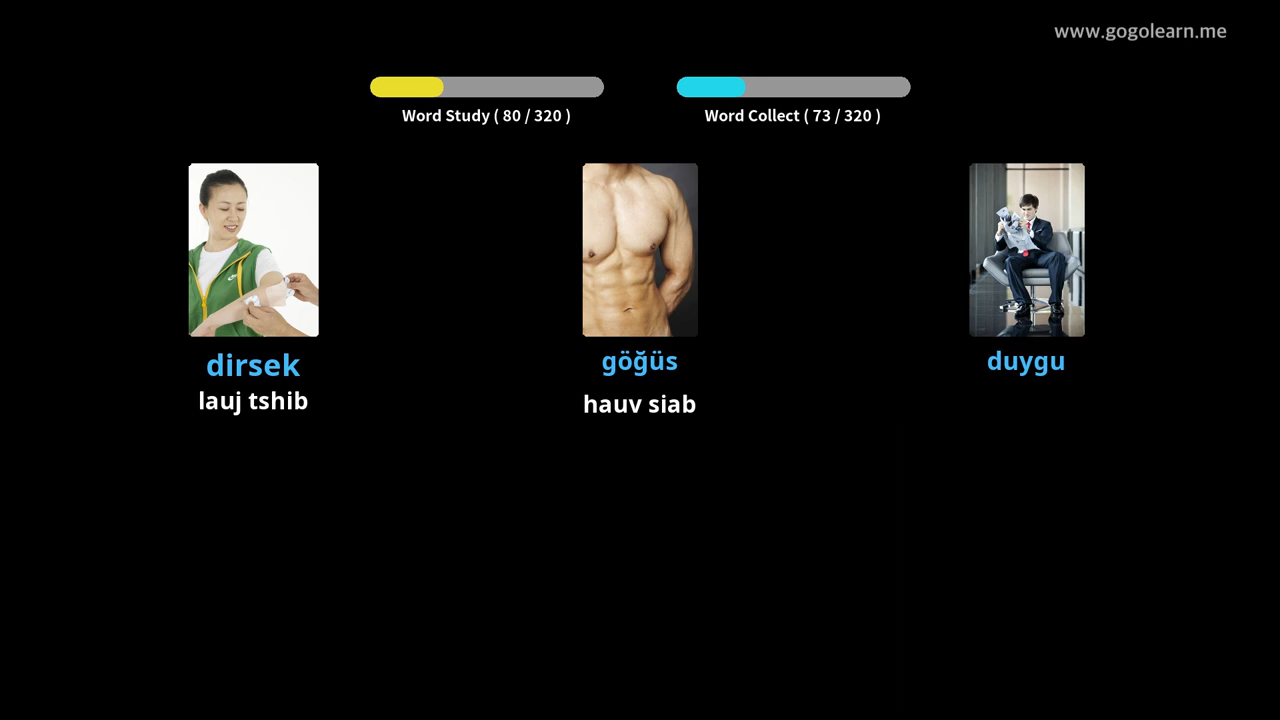 www.gogolearn.me
Word Study ( 80 / 320 )
Word Collect ( 73 / 320 )
dirsek
lauj tshib
göğüs
hauv siab
duygu